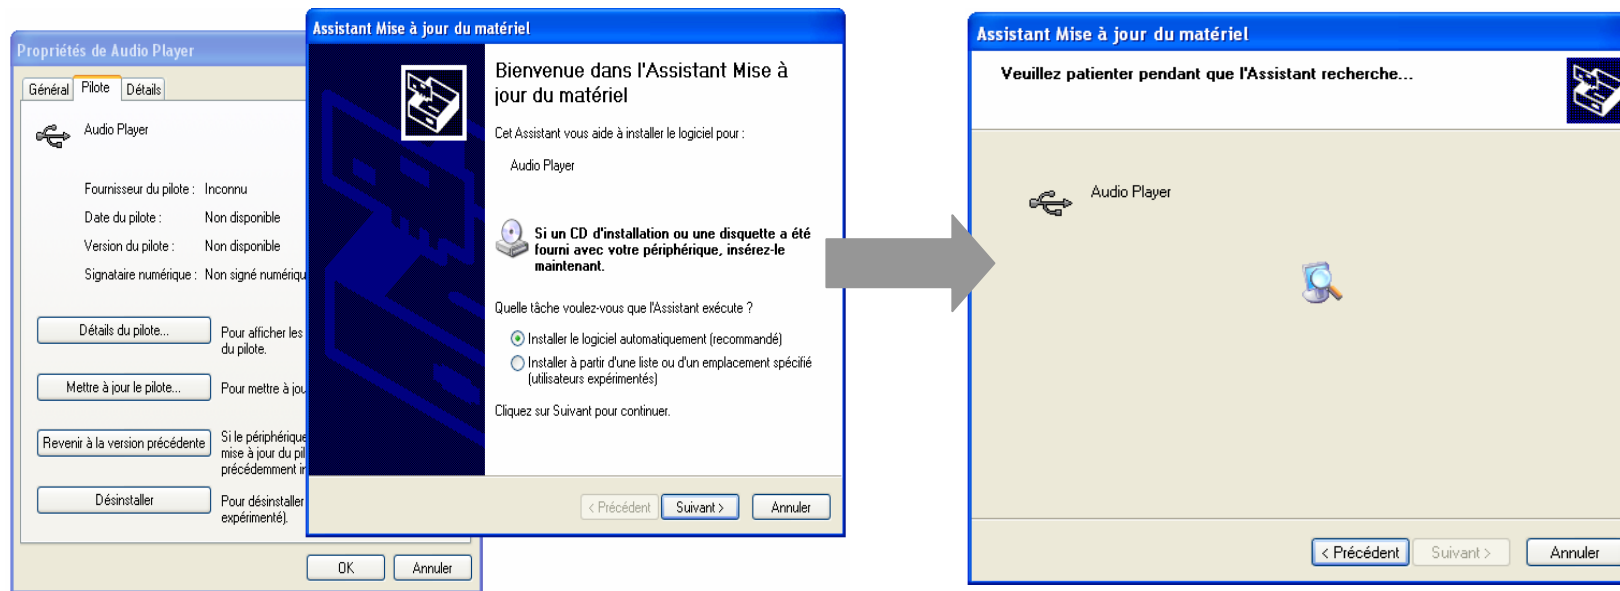 Propriétés de Audio Player
Général Pilote Détails
Audio Player
Fournisseur du pilote : Inconnu
Date du pilote : Non disponible
Version du pilote : Non disponible
Signataire numérique : Non signé numériqu
Détails du pilote... Pour afficher les
du pilote.
Mettre à jour le pilote... Pour mettre à jou
Revenir à la version précédente Si le périphérique
mise à jour du pil
précédemment in
Désinstaller Pour désinstaller
expérimenté).
OK Annuler
Assistant Mise à jour du matériel
Bienvenue dans l'Assistant Mise à
jour du matériel
Cet Assistant vous aide à installer le logiciel pour :
Audio Player
Si un CD d'installation ou une disquette a été
fourni avec votre périphérique, insérez-le
maintenant.
Quelle tâche voulez-vous que l'Assistant exécute ?
Installer le logiciel automatiquement (recommandé)
Installer à partir d'une liste ou d'un emplacement spécifié
(utilisateurs expérimentés)
Cliquez sur Suivant pour continuer.
< Précédent Suivant > Annuler
Assistant Mise à jour du matériel
Veuillez patienter pendant que l'Assistant recherche...
Audio Player
< Précédent Suivant > Annuler